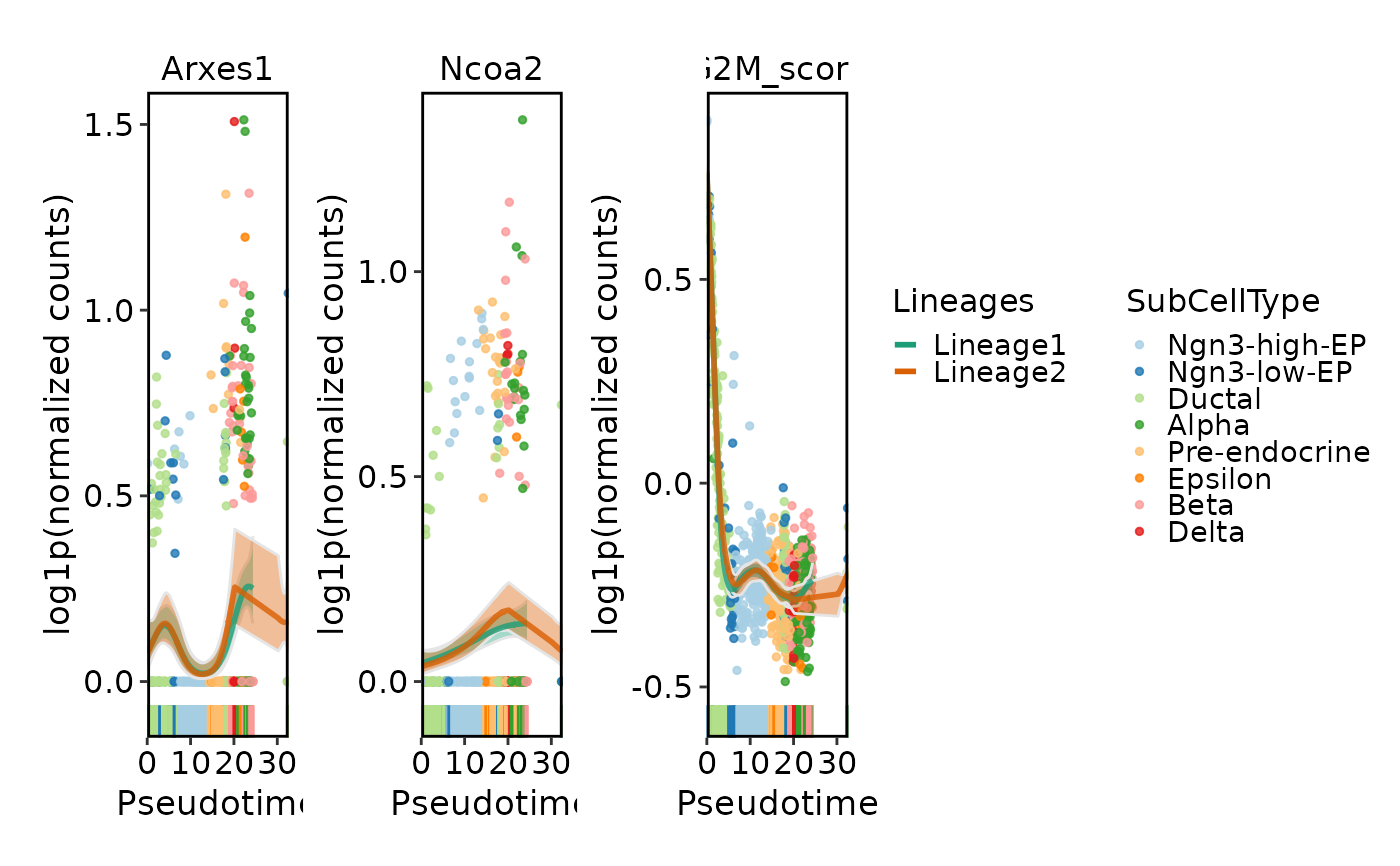 Arxes1
Ncoa2
G2M_scor
1.5
1.0
0.5
0.0
log1p(normalized counts)
0 10 20 30
Pseudotime
1.0
0.5
0.0
log1p(normalized counts)
0 10 20 30
Pseudotime
0.5
0.0
-0.5
log1p(normalized counts)
0 10 20 30
Pseudotime
Lineages
Lineage1
Lineage2
SubCellType
Ngn3-high-EP
Ngn3-low-EP
Ductal
Alpha
Pre-endocrine
Epsilon
Beta
Delta